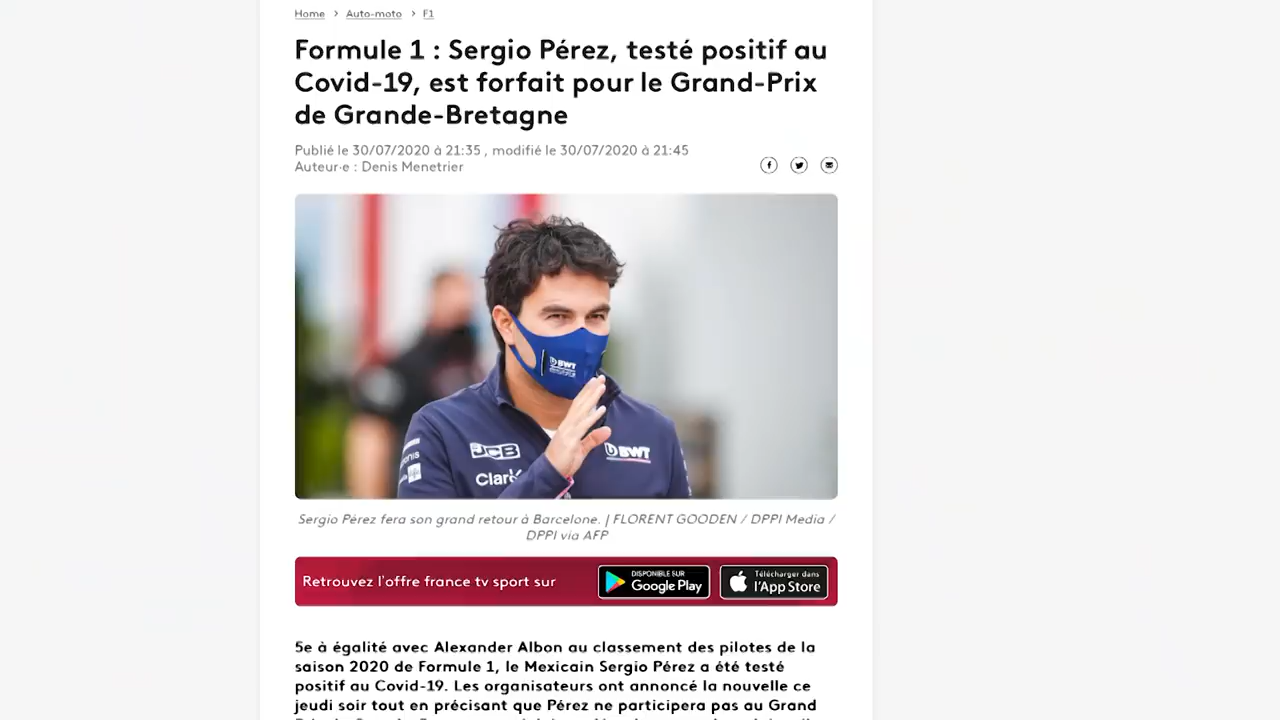 Home > Auto-moto > F1
Formule 1 : Sergio Pérez, testé positif au
Covid-19, est forfait pour le Grand-Prix
de Grande-Bretagne
Publié le 30/07/2020 à 21:35 , modifié le 30/07/2020 à 21:45
Auteur·e : Denis Menetrier
BWT
JCB
BWT
Claro
Sergio Pérez fera son grand retour à Barcelone. | FLORENT GOODEN / DPPI Media /
DPPI via AFP
Retrouvez l'offre france tv sport sur
DISPONIBLE SUR
Google Play
Télécharger dans
l'App Store
5e à égalité avec Alexander Albon au classement des pilotes de la
saison 2020 de Formule 1, le Mexicain Sergio Pérez a été testé
positif au Covid-19. Les organisateurs ont annoncé la nouvelle ce
jeudi soir tout en précisant que Pérez ne participera pas au Grand